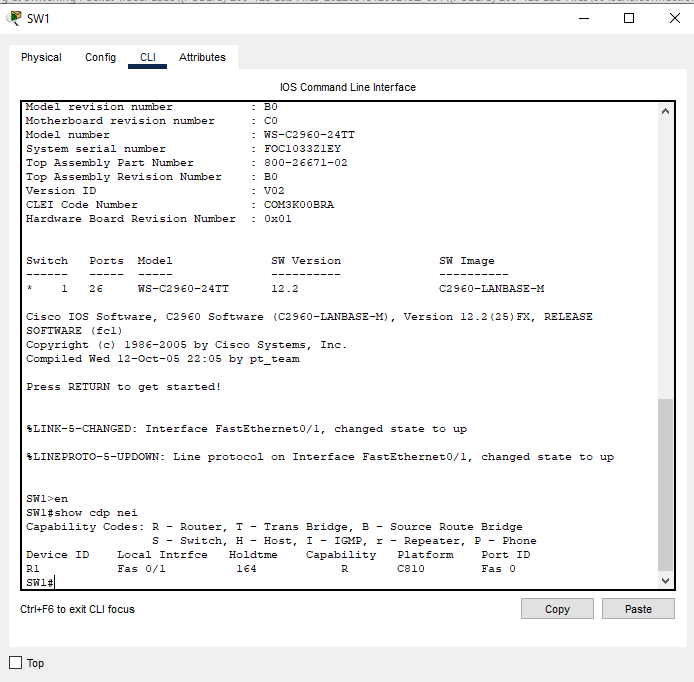 SW1
Physical Config CLI Attributes
IOS Command Line Interface
Model revision number : B0
Motherboard revision number : C0
Model number : WS-C2960-24TT
System serial number : FOC1033Z1EY
Top Assembly Part Number : 800-26671-02
Top Assembly Revision Number : B0
Version ID : V02
CLEI Code Number : COM3K00BRA
Hardware Board Revision Number : 0x01
Switch Ports Model SW Version SW Image
------ ----- ----- ---------- ----------
* 1 26 WS-C2960-24TT 12.2 C2960-LANBASE-M
Cisco IOS Software, C2960 Software (C2960-LANBASE-M), Version 12.2(25)FX, RELEASE
SOFTWARE (fc1)
Copyright (c) 1986-2005 by Cisco Systems, Inc.
Compiled Wed 12-Oct-05 22:05 by pt_team
Press RETURN to get started!
%LINK-5-CHANGED: Interface FastEthernet0/1, changed state to up
%LINEPROTO-5-UPDOWN: Line protocol on Interface FastEthernet0/1, changed state to up
SW1>en
SW1#show cdp nei
Capability Codes: R - Router, T - Trans Bridge, B - Source Route Bridge
S - Switch, H - Host, I - IGMP, r - Repeater, P - Phone
Device ID Local Intrfce Holdtme Capability Platform Port ID
R1 Fas 0/1 164 R C810 Fas 0
SW1#
Ctrl+F6 to exit CLI focus
Copy Paste
Top